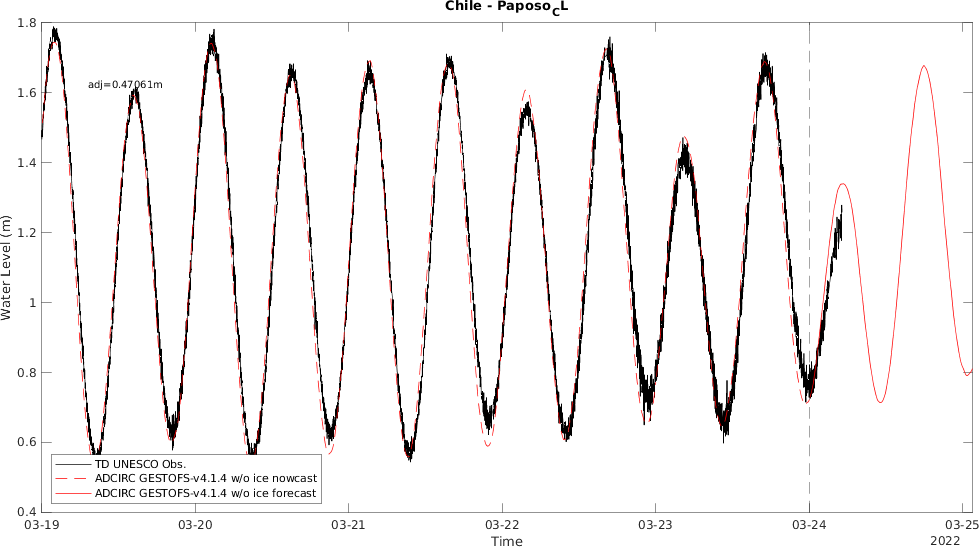 Chile - Paposo_CL
1.8
1.6
1.4
1.2
1
0.8
0.6
0.4
Water Level (m)
adj=0.47061m
TD UNESCO Obs.
ADCIRC GESTOFS-v4.1.4 w/o ice nowcast
ADCIRC GESTOFS-v4.1.4 w/o ice forecast
03-19 03-20 03-21 03-22 03-23 03-24 03-25
Time
2022